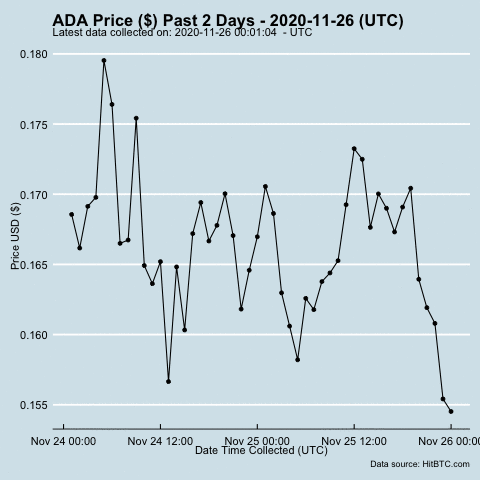 ADA Price ($) Past 2 Days - 2020-11-26 (UTC)
Latest data collected on: 2020-11-26 00:01:04 - UTC
0.180
0.175
0.170
0.165
0.160
0.155
Price USD ($)
Nov 24 00:00 Nov 24 12:00 Nov 25 00:00 Nov 25 12:00 Nov 26 00:00
Date Time Collected (UTC)
Data source: HitBTC.com